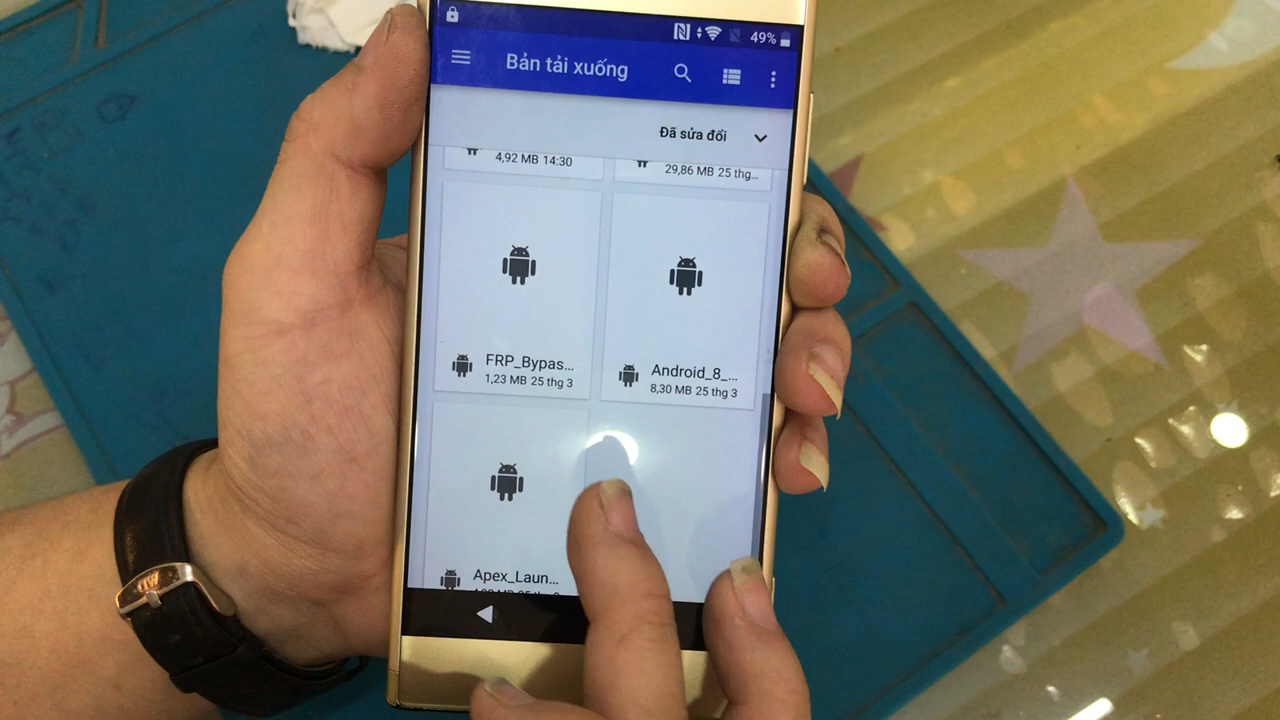 49%
Bản tải xuống
Đã sửa đổi
4,92 MB 14:30
29,86 MB 25 thg...
FRP_Bypas...
1,23 MB 25 thg 3
Android_8_...
8,30 MB 25 thg 3
Apex_Laun...